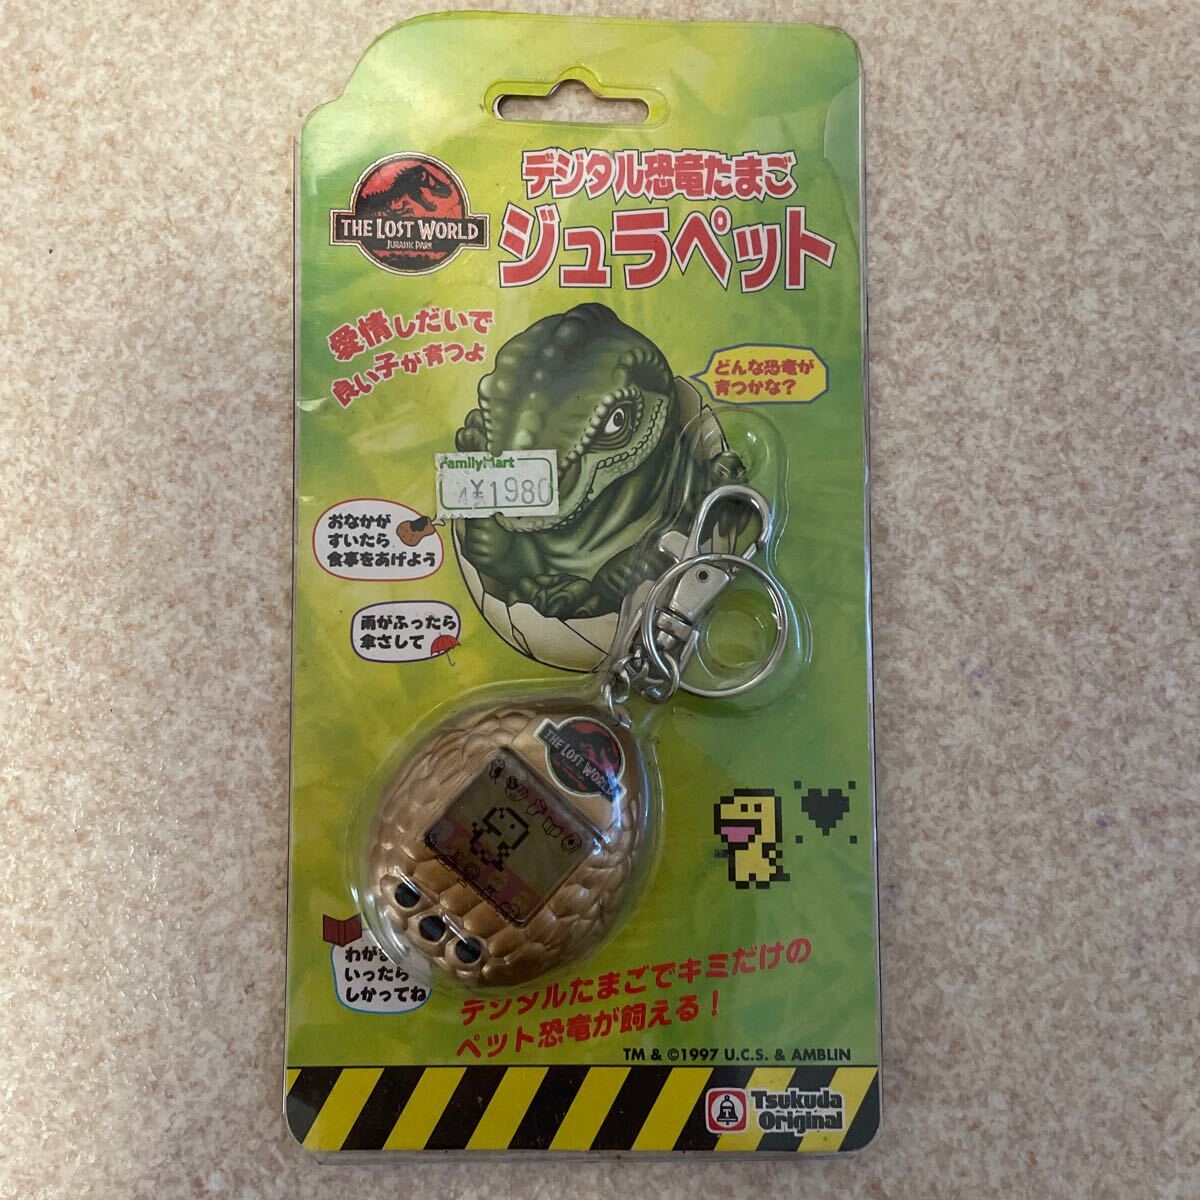 デジタル恐竜たまご
ジュラペット
THE LOST WORLD
JURASSIC PARK
愛情しだいで
良い子が育つよ
どんな恐竜が
育つかな？
FamilyMart
¥1980
おなかが
すいたら
食事をあげよう
雨がふったら
傘さして
THE LOST WORLD
いったら
しかってね
デジタルたまごでキミだけの
ペット恐竜が飼える！
TM & ©1997 U.C.S. & AMBLIN
Tsukuda
Original